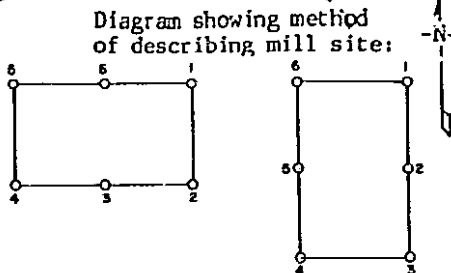 Diagram showing method
of describing mill site:
-N-
6 5 1
4 3 2
6 1
5 2
4 3